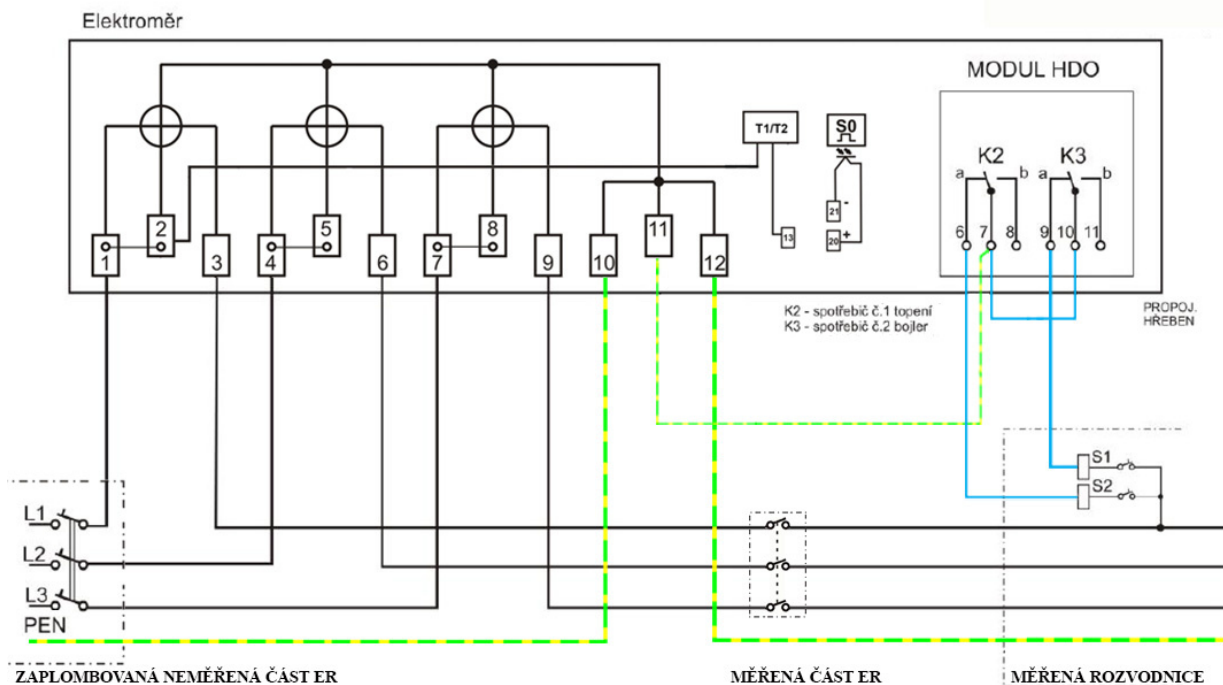 Elektroměr
MODUL HDO
T1/T2
S0
K2 K3
a b a b
2 5 8 11
21 -
20 +
13
6 7 8 9 10 11
1 3 4 6 7 9 10 12
K2 - spotřebič č.1 topení
K3 - spotřebič č.2 bojler
PROPOJ.
HŘEBEN
S1
S2
L1
L2
L3
PEN
ZAPLOMBOVANÁ NEMĚŘENÁ ČÁST ER
MĚŘENÁ ČÁST ER
MĚŘENÁ ROZVODNICE